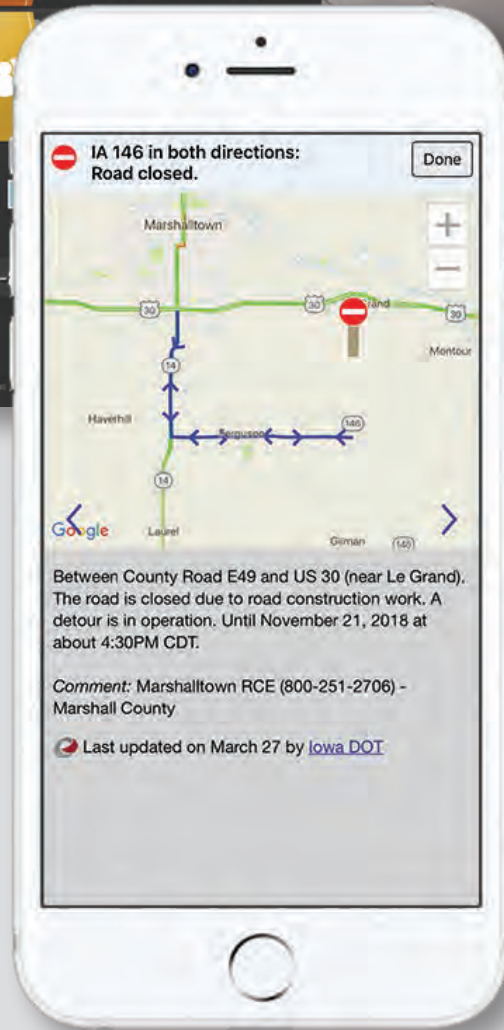 IA 146 in both directions:
Road closed.
Done
Marshalltown
+
−
30
30
30
Montour
14
Haverhill
Ferguson
146
14
Google
Laurel
Gilman
146
Between County Road E49 and US 30 (near Le Grand).
The road is closed due to road construction work. A
detour is in operation. Until November 21, 2018 at
about 4:30PM CDT.
Comment: Marshalltown RCE (800-251-2706) -
Marshall County
Last updated on March 27 by Iowa DOT